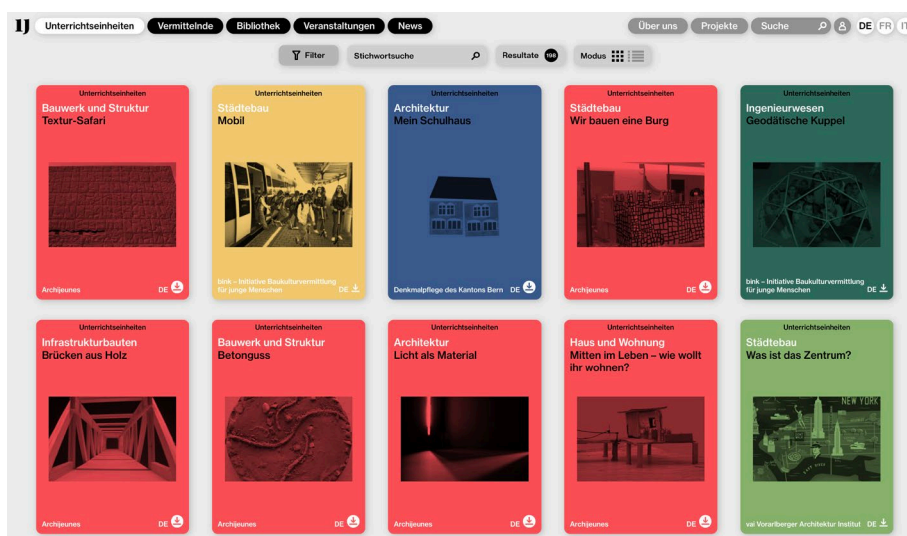 IJ
Unterrichtseinheiten Vermittelnde Bibliothek Veranstaltungen News Über uns Projekte Suche DE FR IT
Filter Stichwortsuche Resultate 198 Modus
Unterrichtseinheiten
Bauwerk und Struktur
Textur-Safari
Archijeunes DE
Unterrichtseinheiten
Städtebau
Mobil
bink – Initiative Baukulturvermittlung
für junge Menschen DE
Unterrichtseinheiten
Architektur
Mein Schulhaus
Denkmalpflege des Kantons Bern DE
Unterrichtseinheiten
Städtebau
Wir bauen eine Burg
Archijeunes DE
Unterrichtseinheiten
Ingenieurwesen
Geodätische Kuppel
bink – Initiative Baukulturvermittlung
für junge Menschen DE
Unterrichtseinheiten
Infrastrukturbauten
Brücken aus Holz
Archijeunes DE
Unterrichtseinheiten
Bauwerk und Struktur
Betonguss
Archijeunes DE
Unterrichtseinheiten
Architektur
Licht als Material
Archijeunes DE
Unterrichtseinheiten
Haus und Wohnung
Mitten im Leben – wie wollt
ihr wohnen?
Archijeunes DE
Unterrichtseinheiten
Städtebau
Was ist das Zentrum?
NEW YORK
vai Vorarlberger Architektur Institut DE